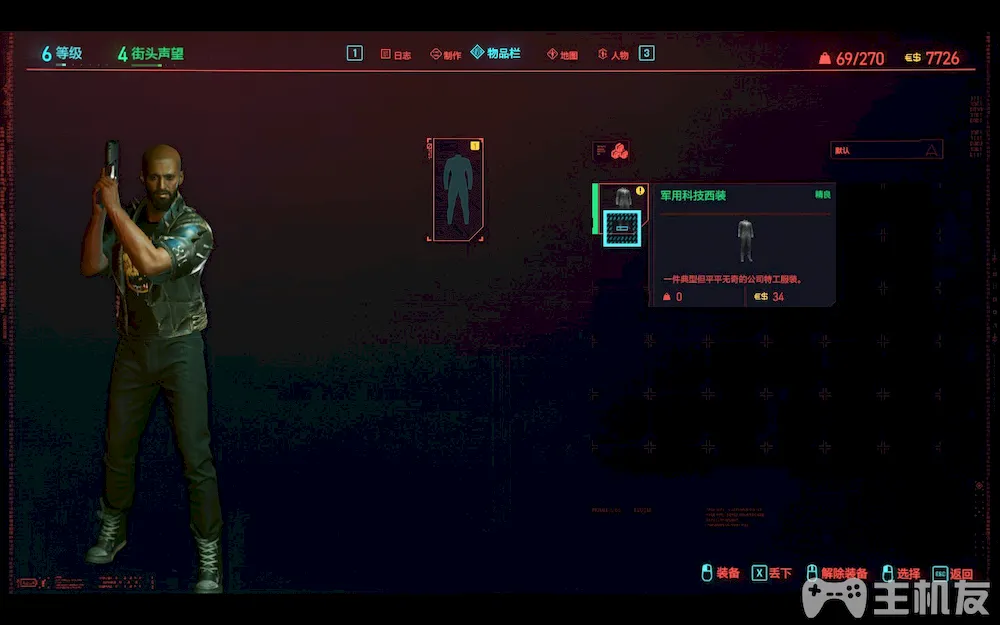 6 等级
4 街头声望
1
日志
制作
物品栏
地图
人物
3
69/270
€$ 7726
1
默认
军用科技西装
精良
一件典型但平平无奇的公司特工服装。
0
€$ 34
装备
X 丢下
解除装备
选择
ESC 返回
主机友